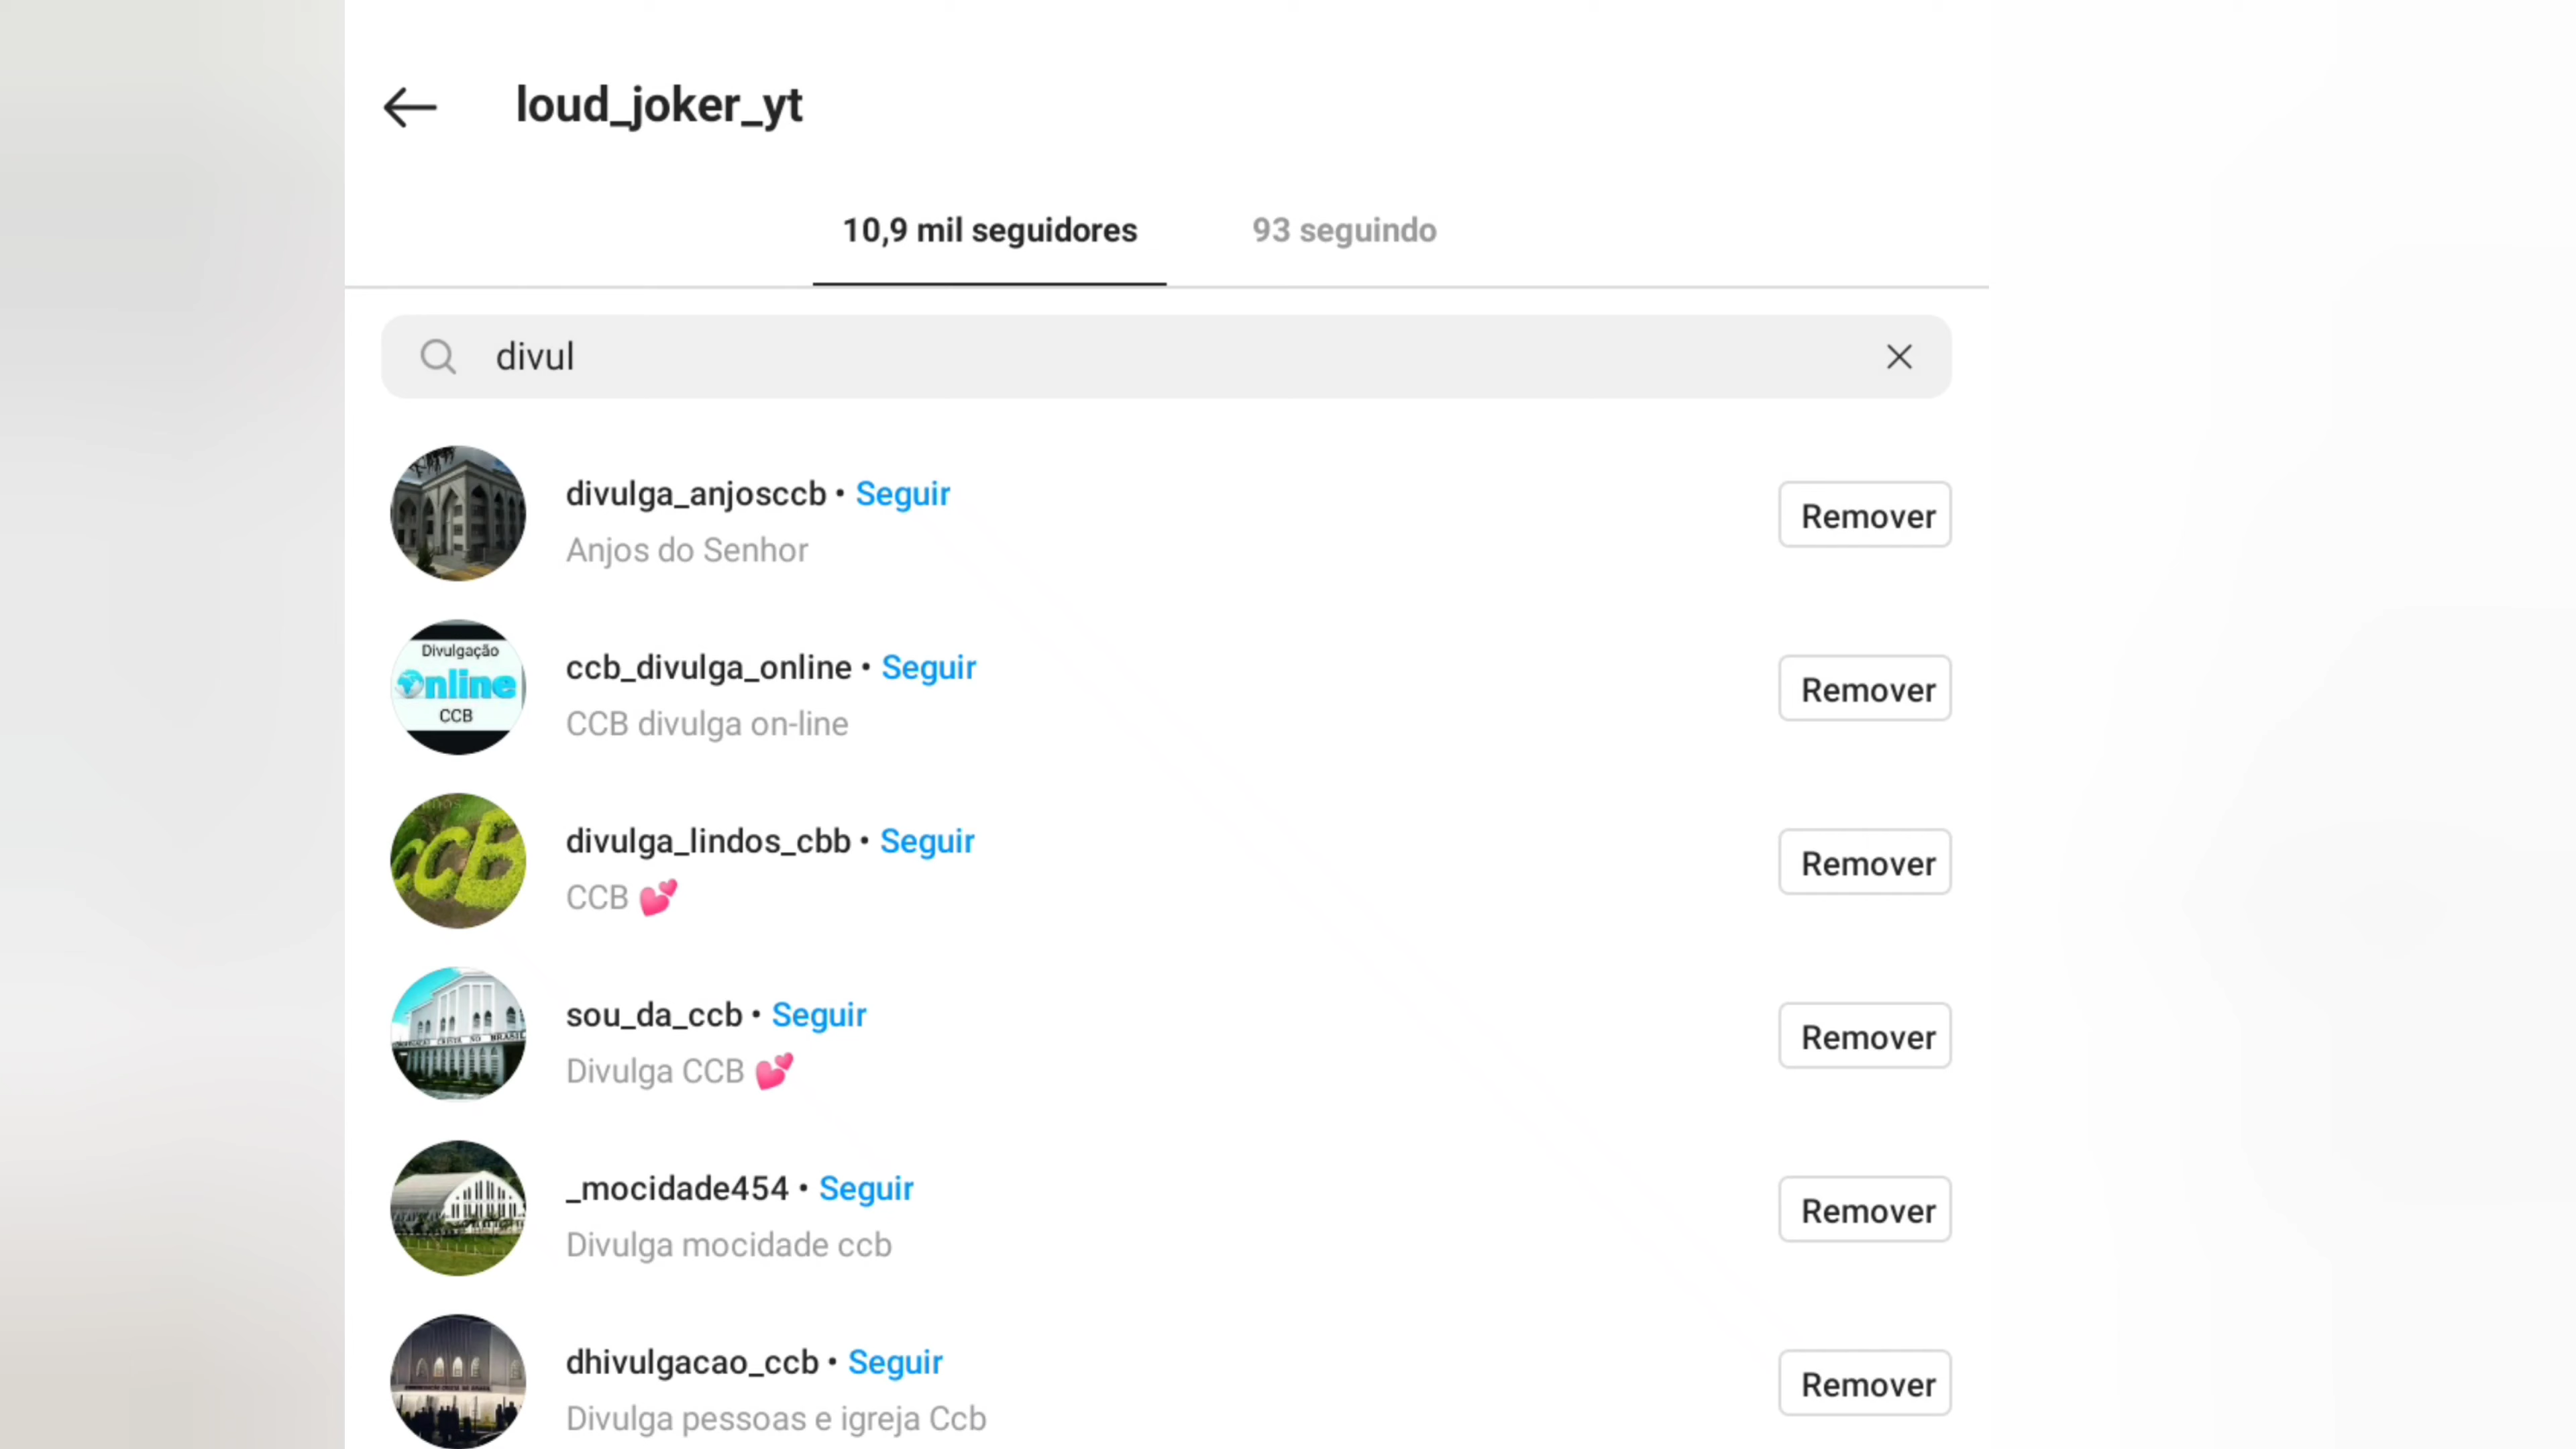 loud_joker_yt
10,9 mil seguidores 93 seguindo
divul
divulga_anjosccb • Seguir
Anjos do Senhor
Remover
Divulgação
Online
CCB
ccb_divulga_online • Seguir
CCB divulga on-line
Remover
ccb
divulga_lindos_cbb • Seguir
CCB 💕
Remover
sou_da_ccb • Seguir
Divulga CCB 💕
Remover
_mocidade454 • Seguir
Divulga mocidade ccb
Remover
dhivulgacao_ccb • Seguir
Divulga pessoas e igreja Ccb
Remover